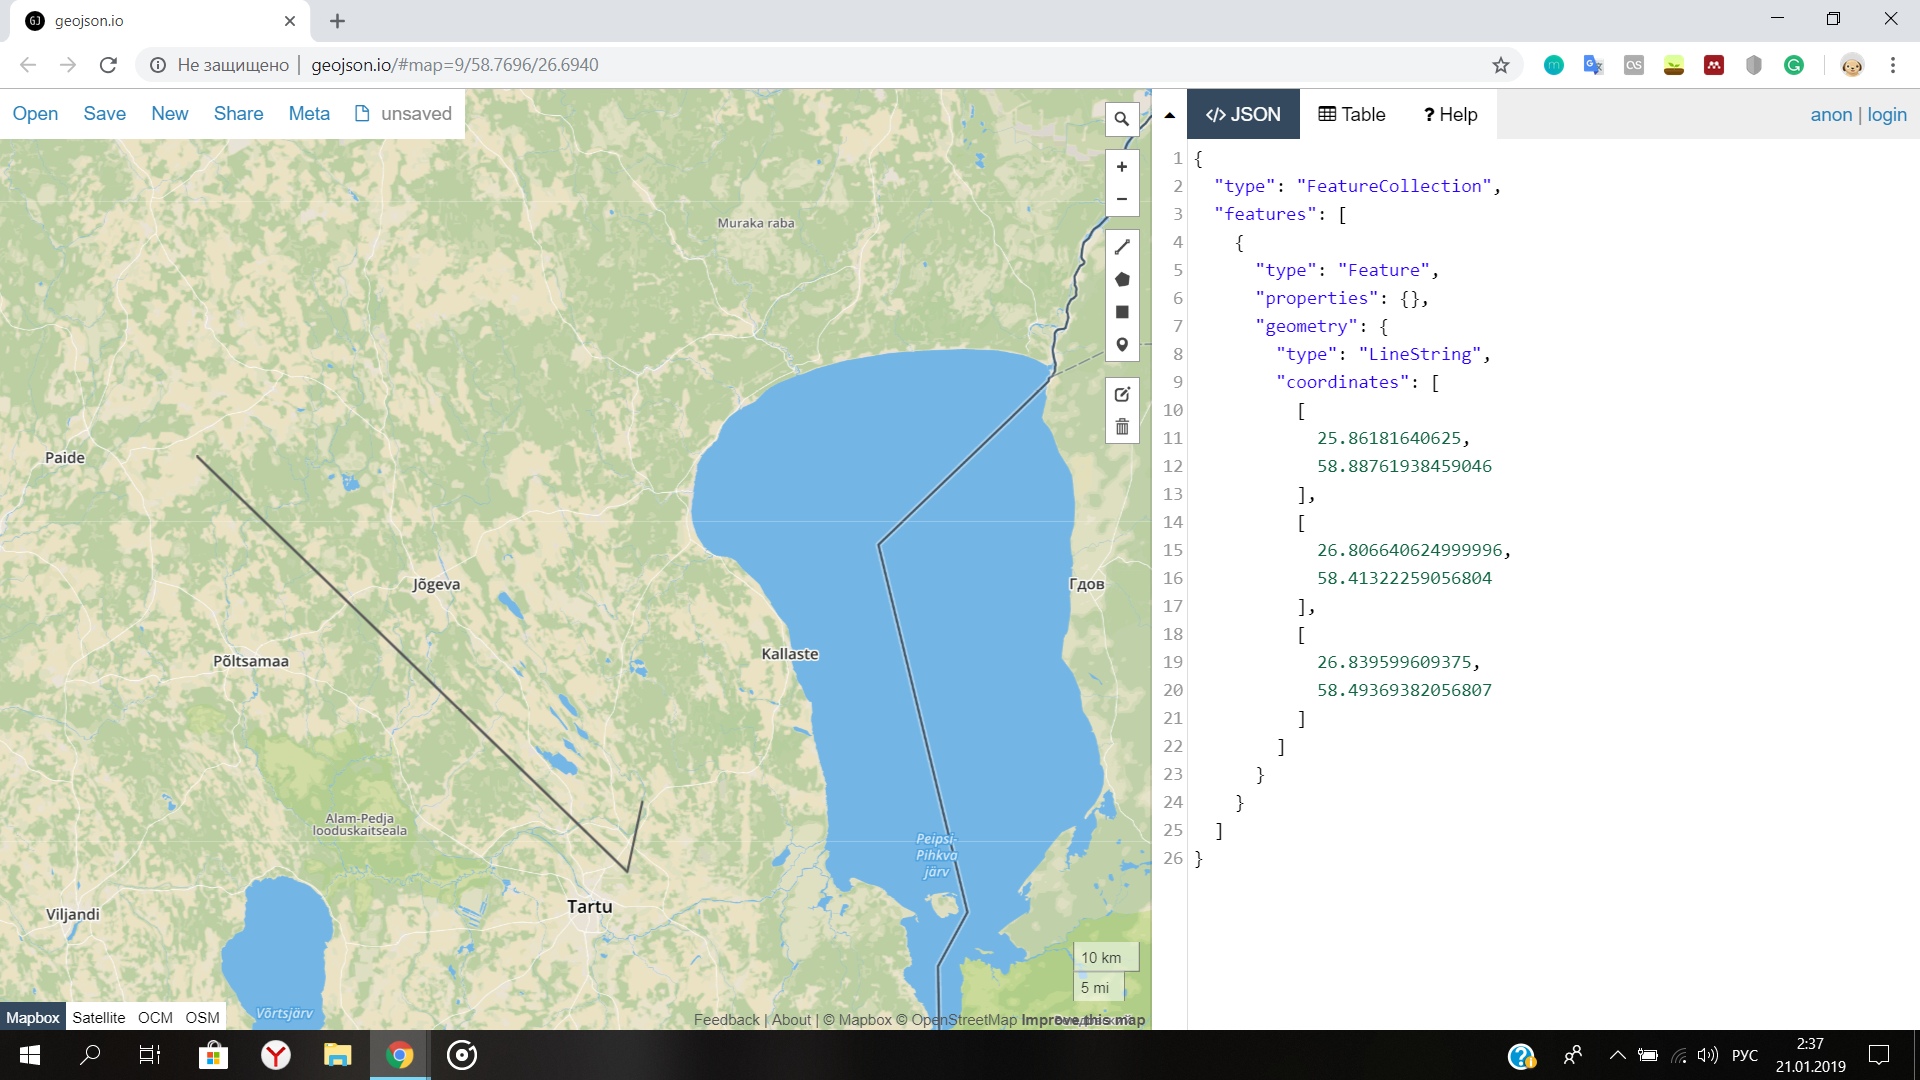 geojson.io
Не защищено | geojson.io/#map=9/58.7696/26.6940
Open Save New Share Meta unsaved
</> JSON Table ? Help anon | login
Muraka raba
Paide
Jõgeva
Гдов
Põltsamaa
Kallaste
Alam-Pedja
looduskaitseala
Peipsi-
Pihkva
järv
Tartu
Viljandi
Võrtsjärv
10 km
5 mi
Mapbox Satellite OCM OSM
Feedback | About | © Mapbox © OpenStreetMap Improve this map
1 {
2 "type": "FeatureCollection",
3 "features": [
4 {
5 "type": "Feature",
6 "properties": {},
7 "geometry": {
8 "type": "LineString",
9 "coordinates": [
10 [
11 25.86181640625,
12 58.88761938459046
13 ],
14 [
15 26.806640624999996,
16 58.41322259056804
17 ],
18 [
19 26.839599609375,
20 58.49369382056807
21 ]
22 ]
23 }
24 }
25 ]
26 }
РУС
2:37
21.01.2019